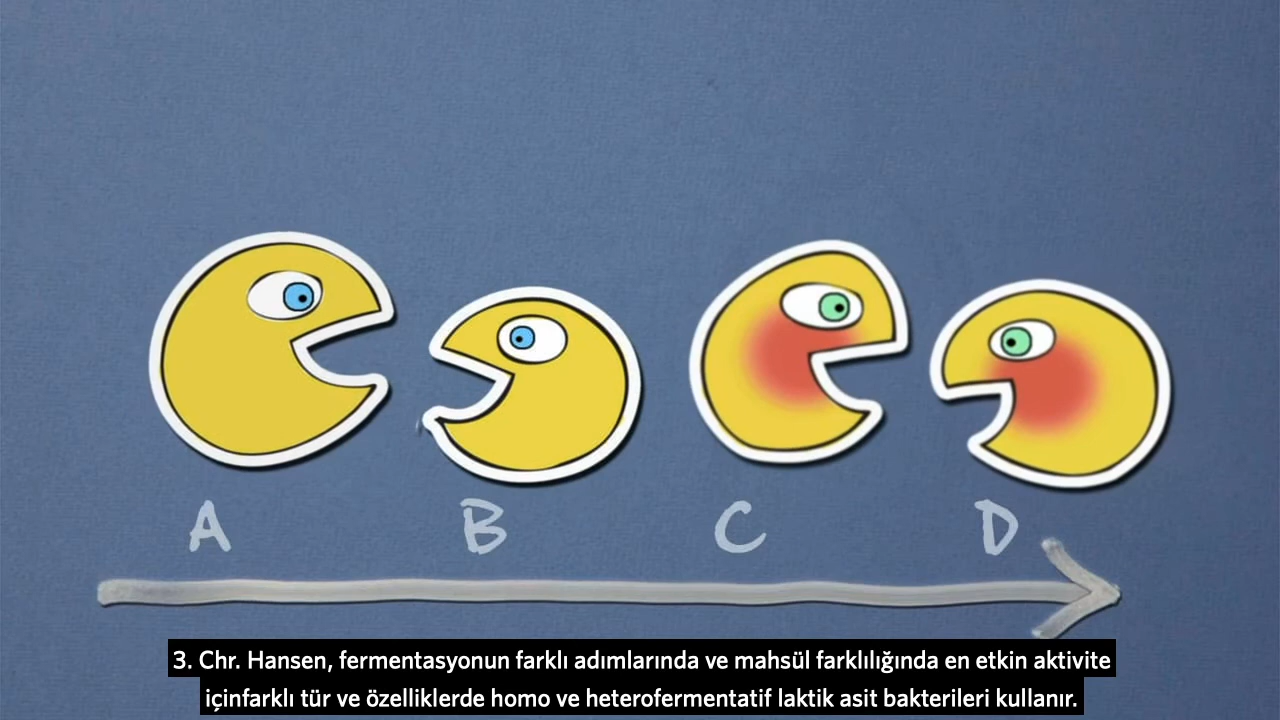 A B C D
3. Chr. Hansen, fermentasyonun farklı adımlarında ve mahsül farklılığında en etkin aktivite
içinfarklı tür ve özelliklerde homo ve heterofermentatif laktik asit bakterileri kullanır.